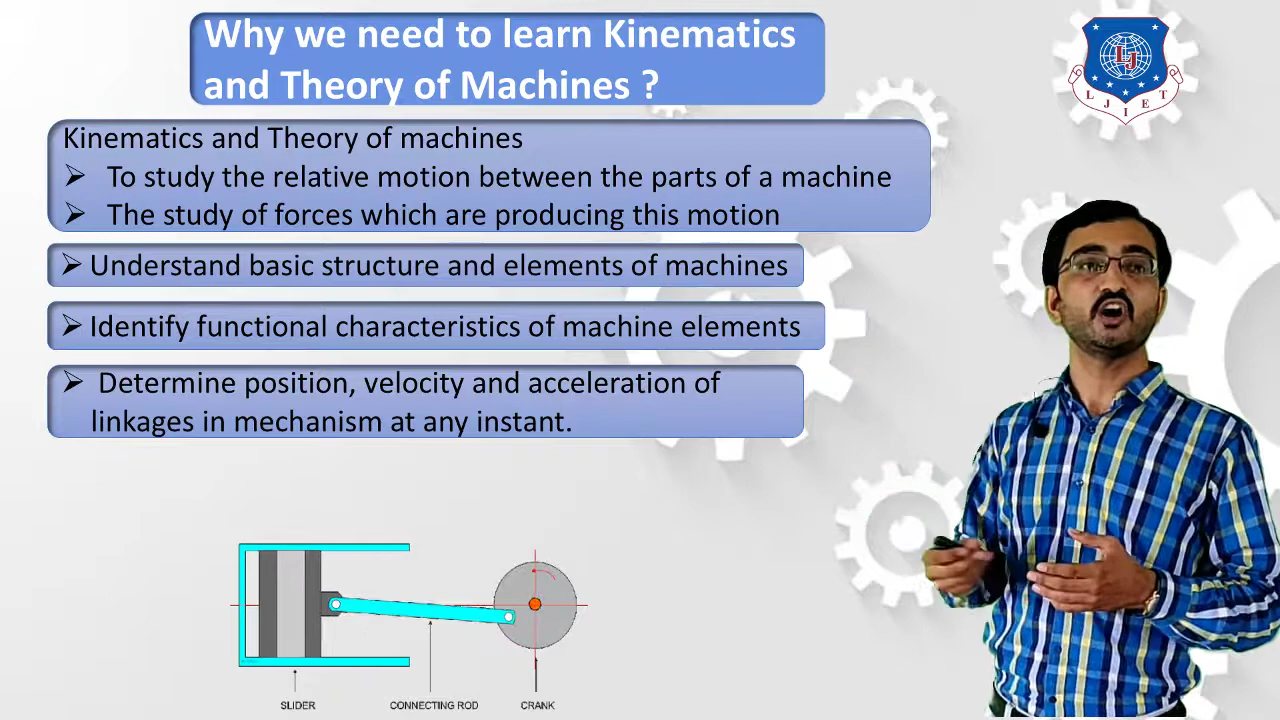 Why we need to learn Kinematics
and Theory of Machines ?
LJ
L J I E T
Kinematics and Theory of machines
➢ To study the relative motion between the parts of a machine
➢ The study of forces which are producing this motion
➢ Understand basic structure and elements of machines
➢ Identify functional characteristics of machine elements
➢ Determine position, velocity and acceleration of
linkages in mechanism at any instant.
SLIDER
CONNECTING ROD
CRANK